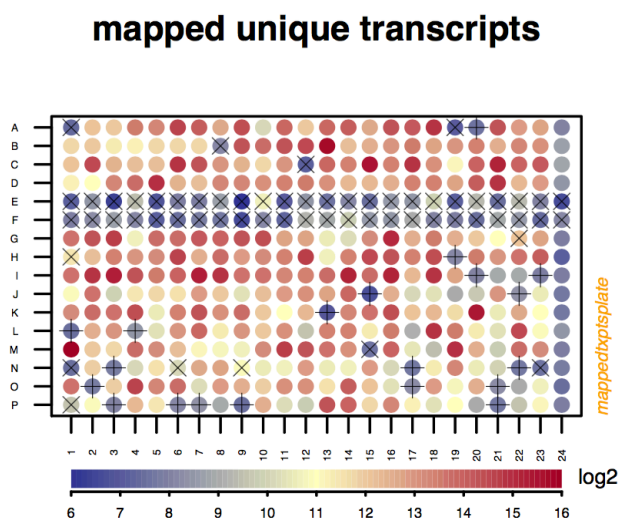 mapped unique transcripts
A
B
C
D
E
F
G
H
I
J
K
L
M
N
O
P
1 2 3 4 5 6 7 8 9 10 11 12 13 14 15 16 17 18 19 20 21 22 23 24
mappedtxptsplate
log2
6 7 8 9 10 11 12 13 14 15 16